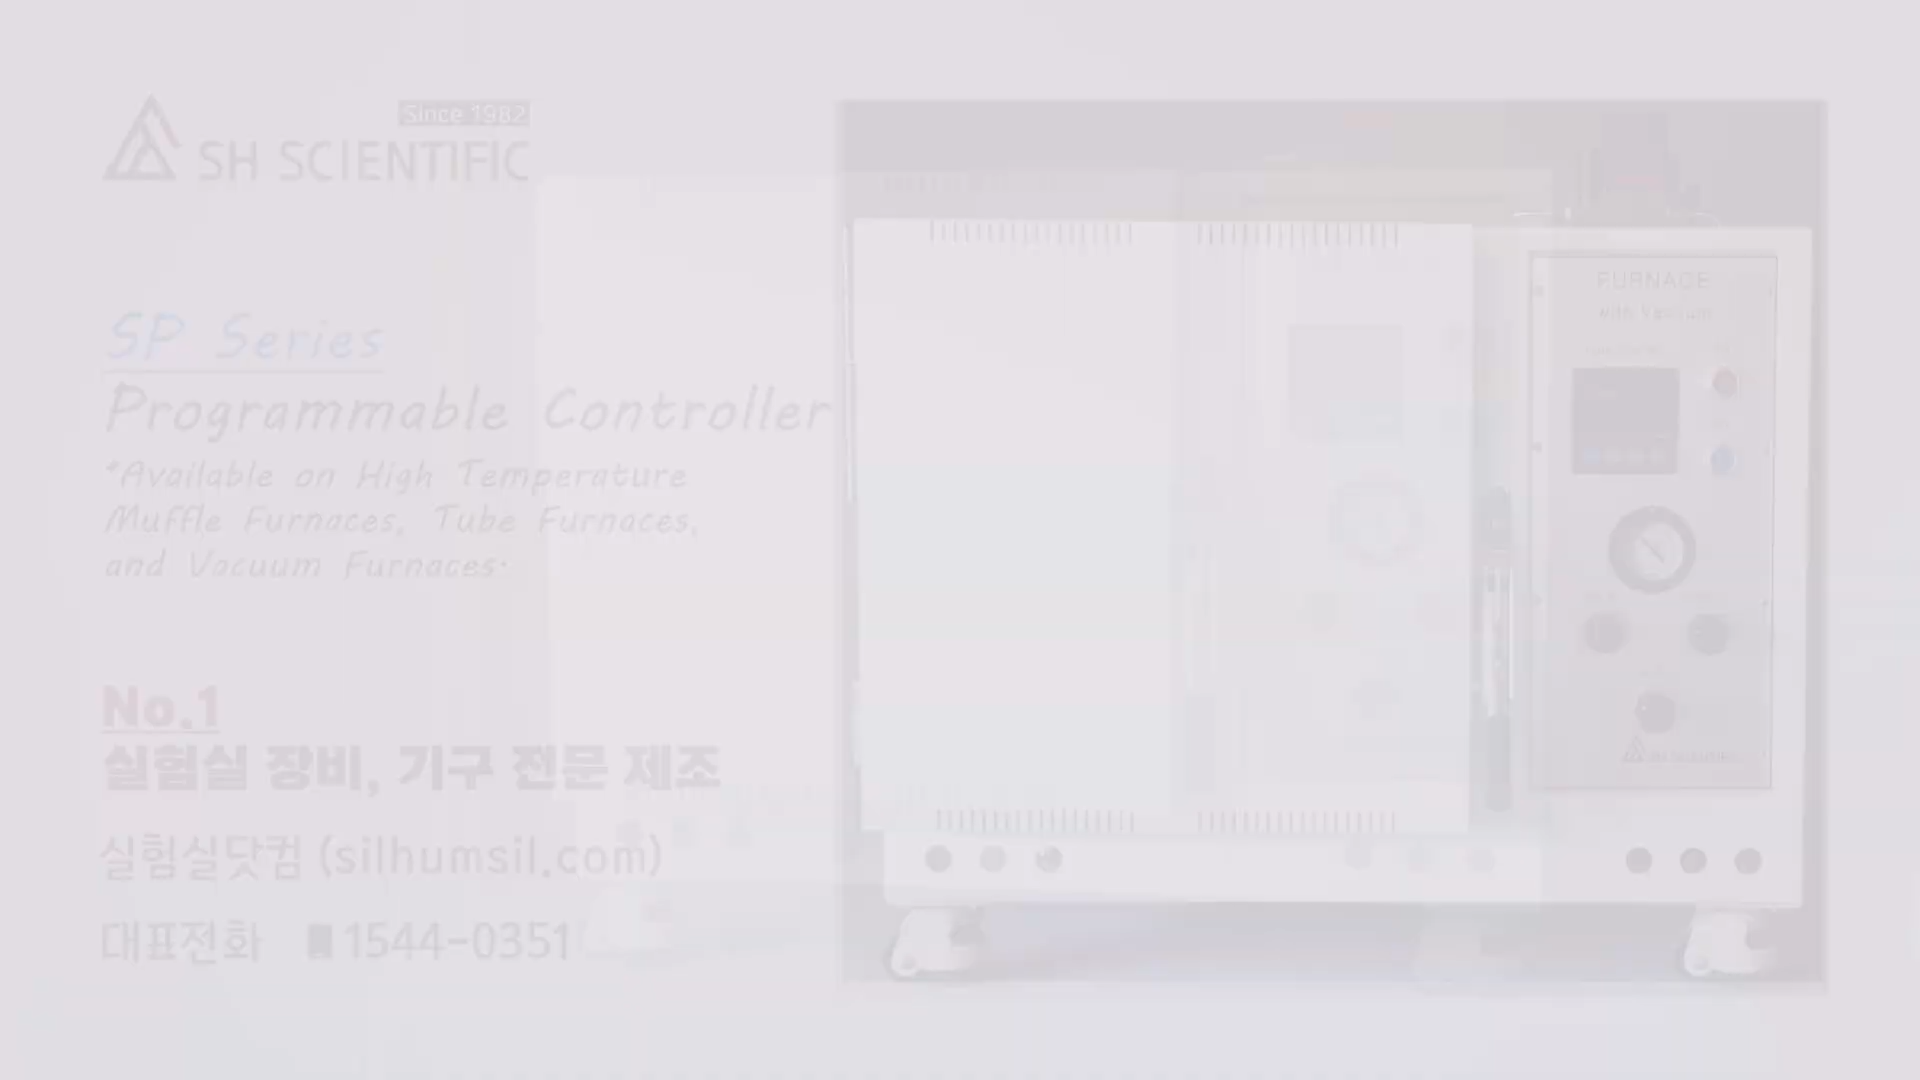 Since 1982
SH SCIENTIFIC
SP Series
Programmable Controller
*Available on High Temperature
Muffle Furnaces, Tube Furnaces,
and Vacuum Furnaces.
No.1
실험실 장비, 기구 전문 제조
실험실닷컴 (silhumsil.com)
대표전화 1544-0351
FURNACE
with Vacuum
SH SCIENTIFIC